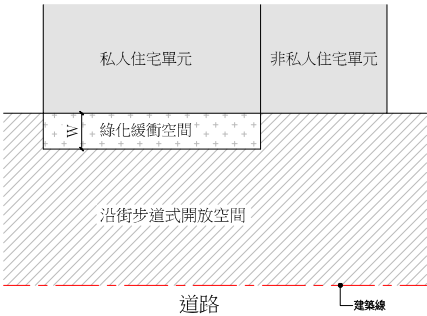 私人住宅單元
非私人住宅單元
W
綠化緩衝空間
沿街步道式開放空間
道路
建築線